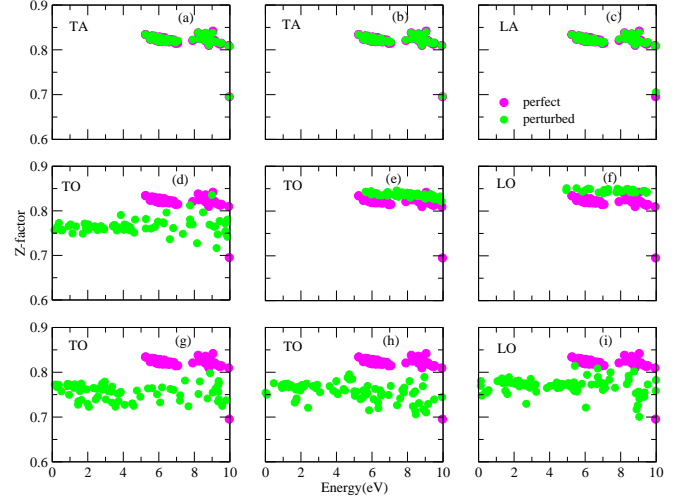 0.9 (a) (b) (c)
TA TA LA
0.8
0.7 perfect
perturbed
0.6
0.9
TO (d) TO (e) LO (f)
0.8
Z-factor
0.7
0.6
0.9
TO (g) TO (h) LO (i)
0.8
0.7
0.6
0 2 4 6 8 10 0 2 4 6 8 10 0 2 4 6 8 10
Energy(eV)